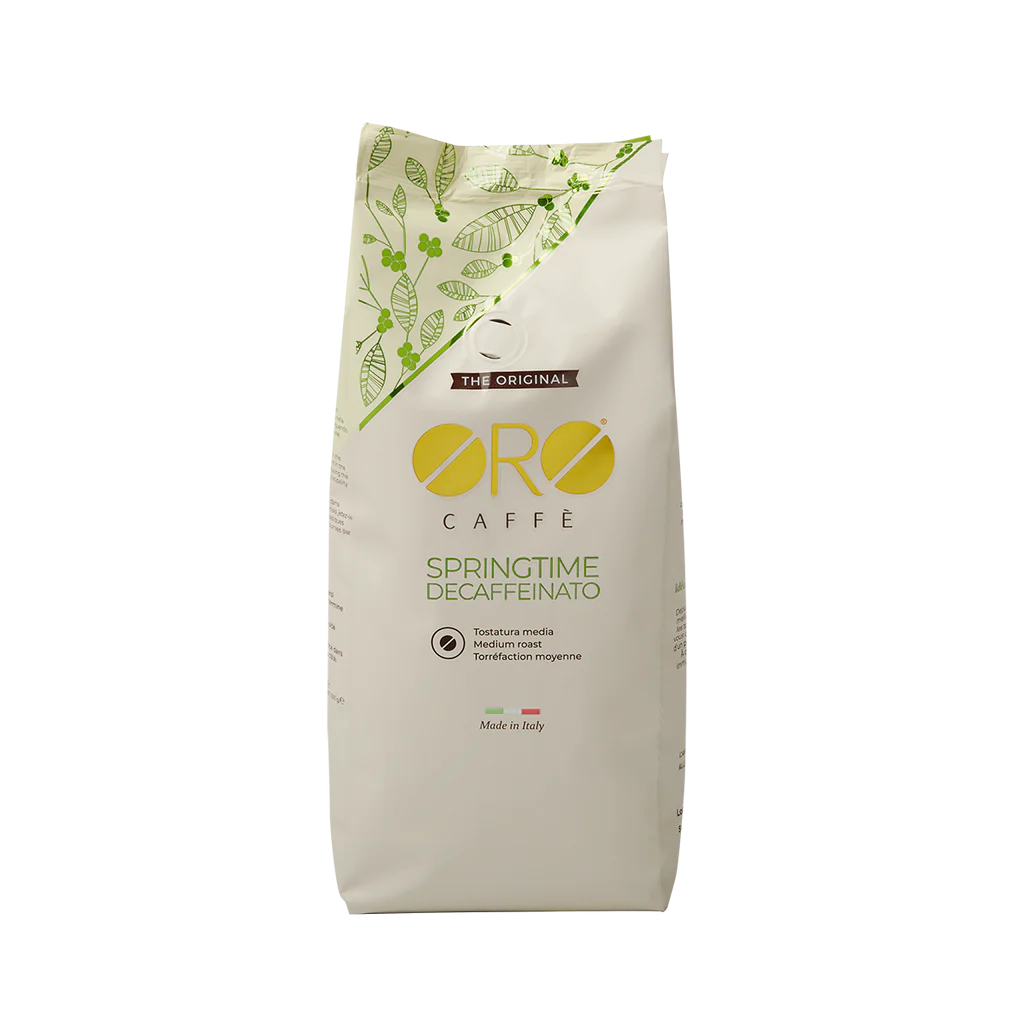 THE ORIGINAL
ORO®
CAFFÈ
SPRINGTIME
DECAFFEINATO
Tostatura media
Medium roast
Torréfaction moyenne
Made in Italy